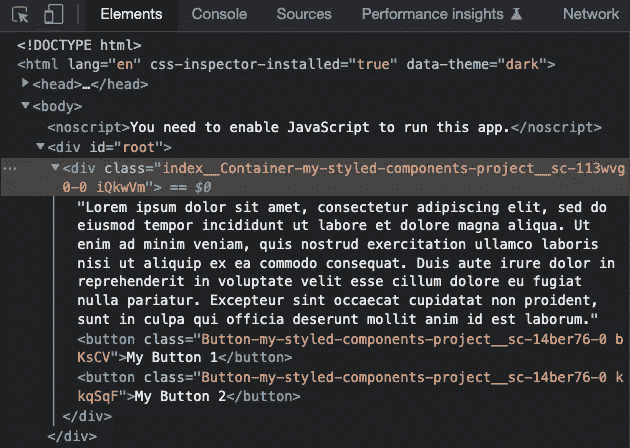 Elements Console Sources Performance insights Network
<!DOCTYPE html>
<html lang="en" css-inspector-installed="true" data-theme="dark">
<head>…</head>
<body>
<noscript>You need to enable JavaScript to run this app.</noscript>
<div id="root">
… <div class="index__Container-my-styled-components-project__sc-113wvg
0-0 iQkwVm"> == $0
"Lorem ipsum dolor sit amet, consectetur adipiscing elit, sed do
eiusmod tempor incididunt ut labore et dolore magna aliqua. Ut
enim ad minim veniam, quis nostrud exercitation ullamco laboris
nisi ut aliquip ex ea commodo consequat. Duis aute irure dolor in
reprehenderit in voluptate velit esse cillum dolore eu fugiat
nulla pariatur. Excepteur sint occaecat cupidatat non proident,
sunt in culpa qui officia deserunt mollit anim id est laborum."
<button class="Button-my-styled-components-project__sc-14ber76-0 b
KsCV">My Button 1</button>
<button class="Button-my-styled-components-project__sc-14ber76-0 k
kqSqF">My Button 2</button>
</div>
</div>